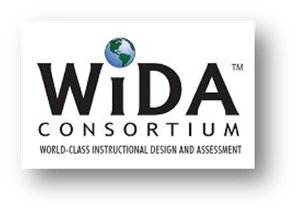 WiDA™
CONSORTIUM
WORLD-CLASS INSTRUCTIONAL DESIGN AND ASSESSMENT